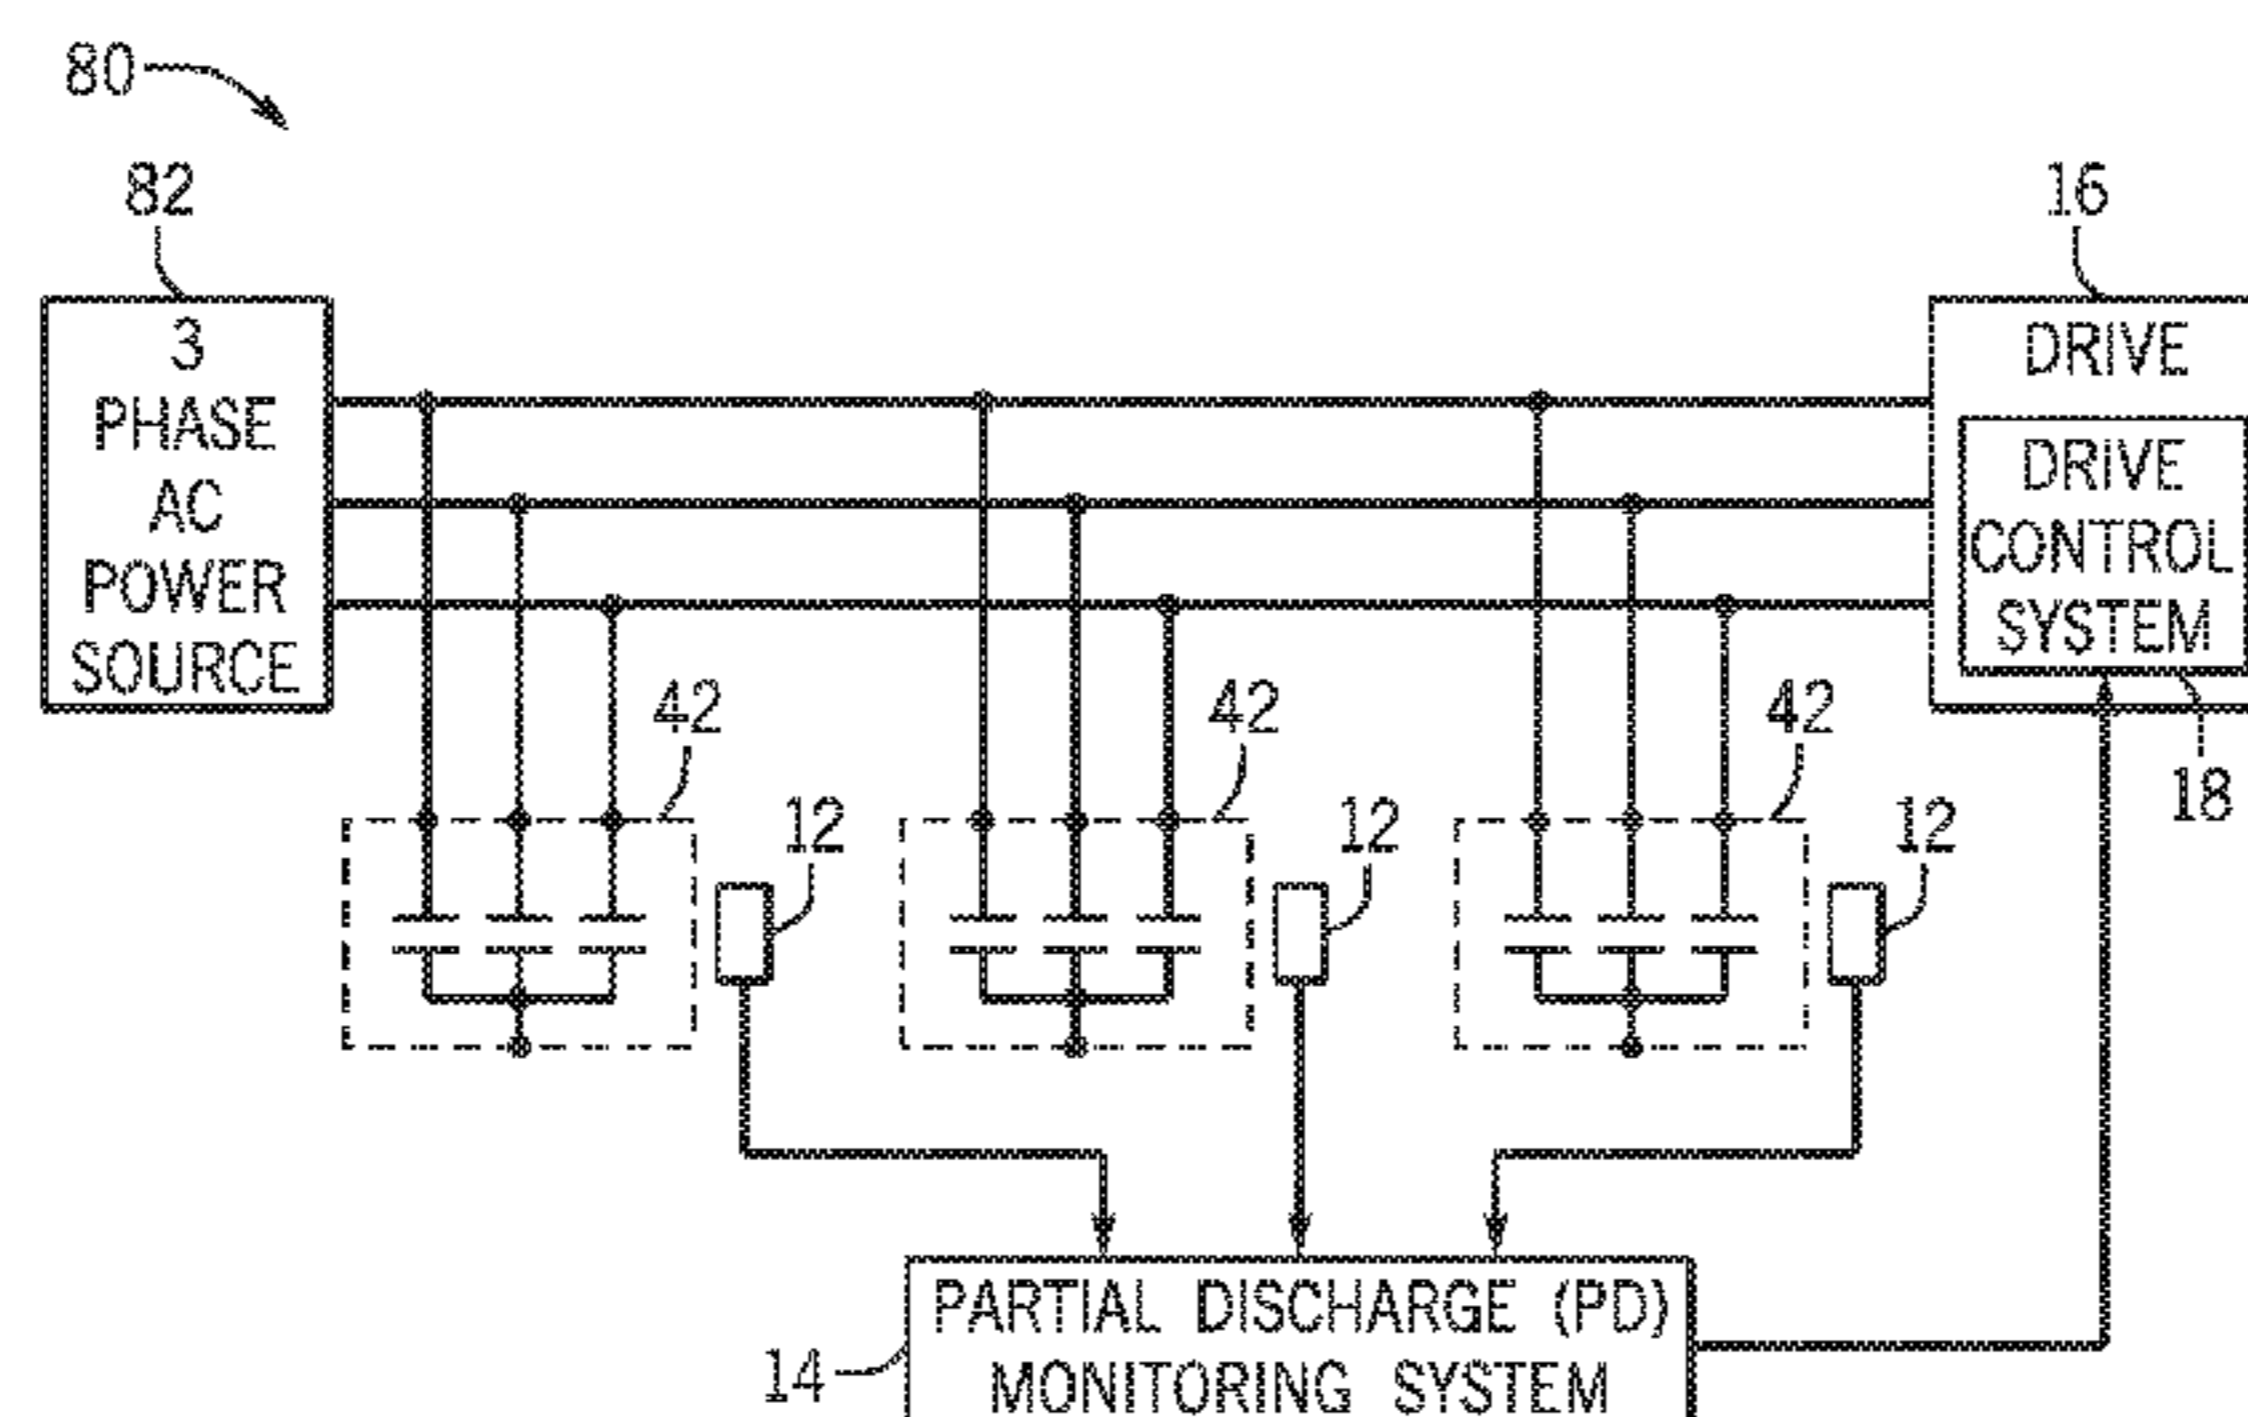 80
82
16
3
PHASE
AC
POWER
SOURCE
DRIVE
DRIVE
CONTROL
SYSTEM
42
42
42
18
12
12
12
PARTIAL DISCHARGE (PD)
MONITORING SYSTEM
14